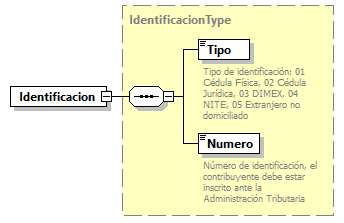 IdentificacionType
Tipo
Tipo de identificación: 01
Cédula Física, 02 Cédula
Jurídica, 03 DIMEX, 04
NITE, 05 Extranjero no
domiciliado
Identificacion
Numero
Número de identificación, el
contribuyente debe estar
inscrito ante la
Administración Tributaria